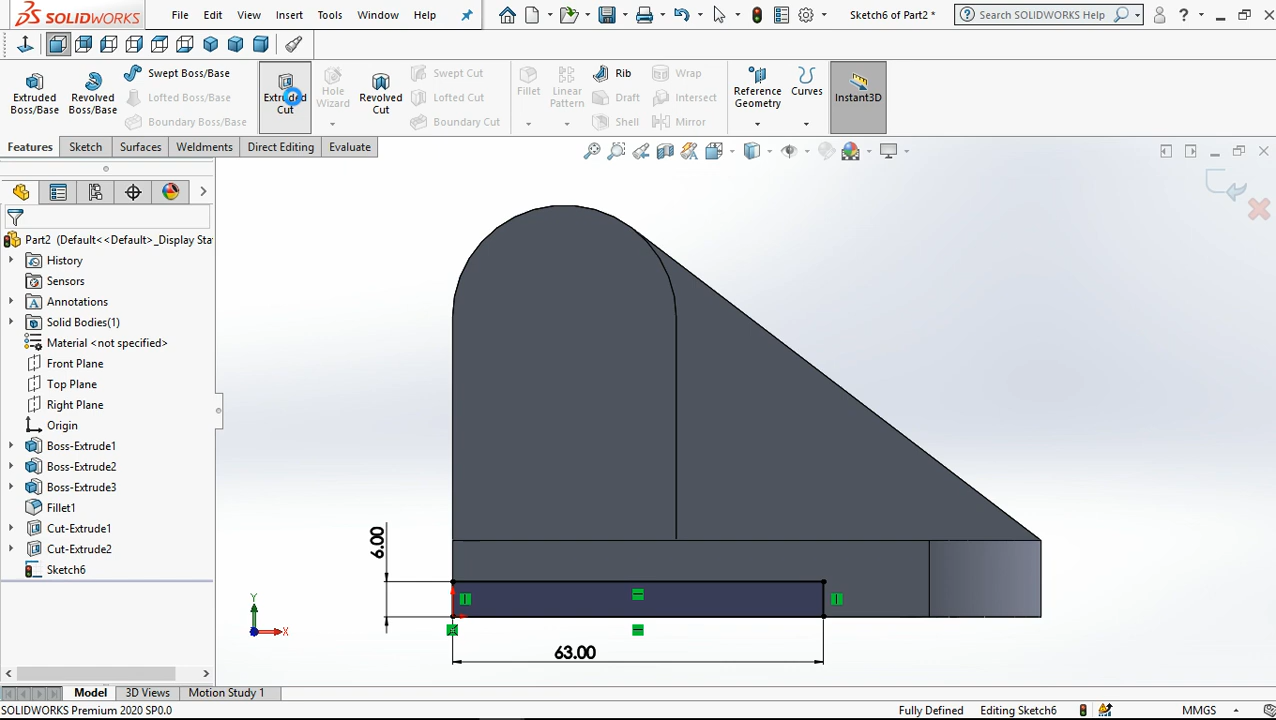 SOLIDWORKS File Edit View Insert Tools Window Help Sketch6 of Part2 * Search SOLIDWORKS Help ?
Extruded Boss/Base
Revolved Boss/Base
Swept Boss/Base
Lofted Boss/Base
Boundary Boss/Base
Extruded Cut
Hole Wizard
Revolved Cut
Swept Cut
Lofted Cut
Boundary Cut
Fillet
Linear Pattern
Rib
Draft
Shell
Wrap
Intersect
Mirror
Reference Geometry
Curves
Instant3D
Features Sketch Surfaces Weldments Direct Editing Evaluate
Part2 (Default<<Default>_Display Sta
History
Sensors
Annotations
Solid Bodies(1)
Material <not specified>
Front Plane
Top Plane
Right Plane
Origin
Boss-Extrude1
Boss-Extrude2
Boss-Extrude3
Fillet1
Cut-Extrude1
Cut-Extrude2
Sketch6
6.00
63.00
Y
X
Model 3D Views Motion Study 1
SOLIDWORKS Premium 2020 SP0.0 Fully Defined Editing Sketch6 MMGS